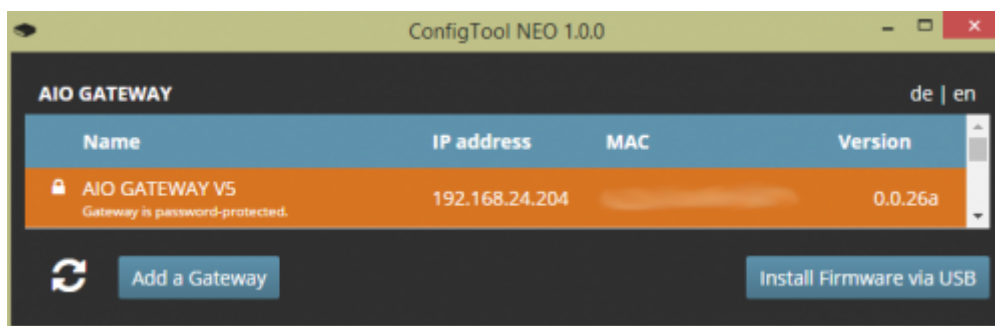 ConfigTool NEO 1.0.0
AIO GATEWAY de | en
Name IP address MAC Version
AIO GATEWAY V5
Gateway is password-protected.
192.168.24.204 0.0.26a
Add a Gateway Install Firmware via USB